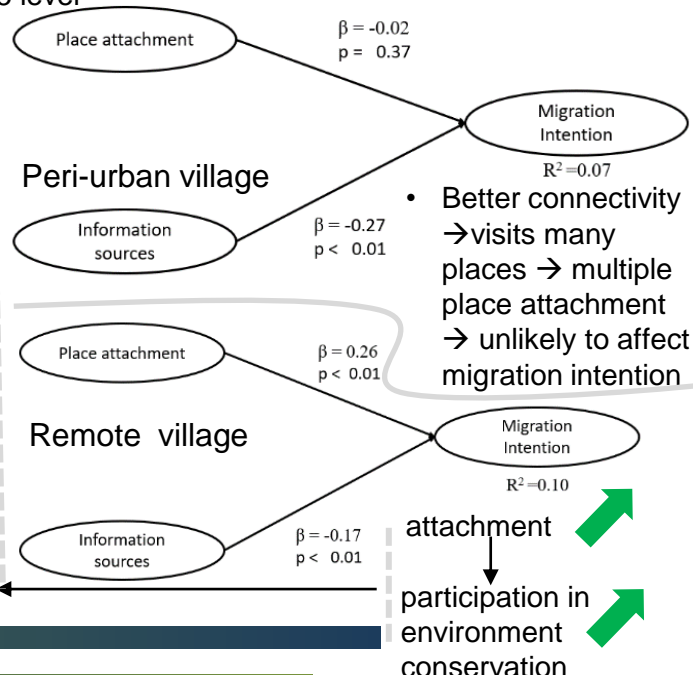 Place attachment
β = -0.02
p = 0.37
Migration
Intention
R² =0.07
Peri-urban village
Information
sources
β = -0.27
p < 0.01
• Better connectivity
→visits many
places → multiple
place attachment
→ unlikely to affect
migration intention
Place attachment
β = 0.26
p < 0.01
Remote village
Migration
Intention
R² =0.10
Information
sources
β = -0.17
p < 0.01
attachment
participation in
environment
conservation